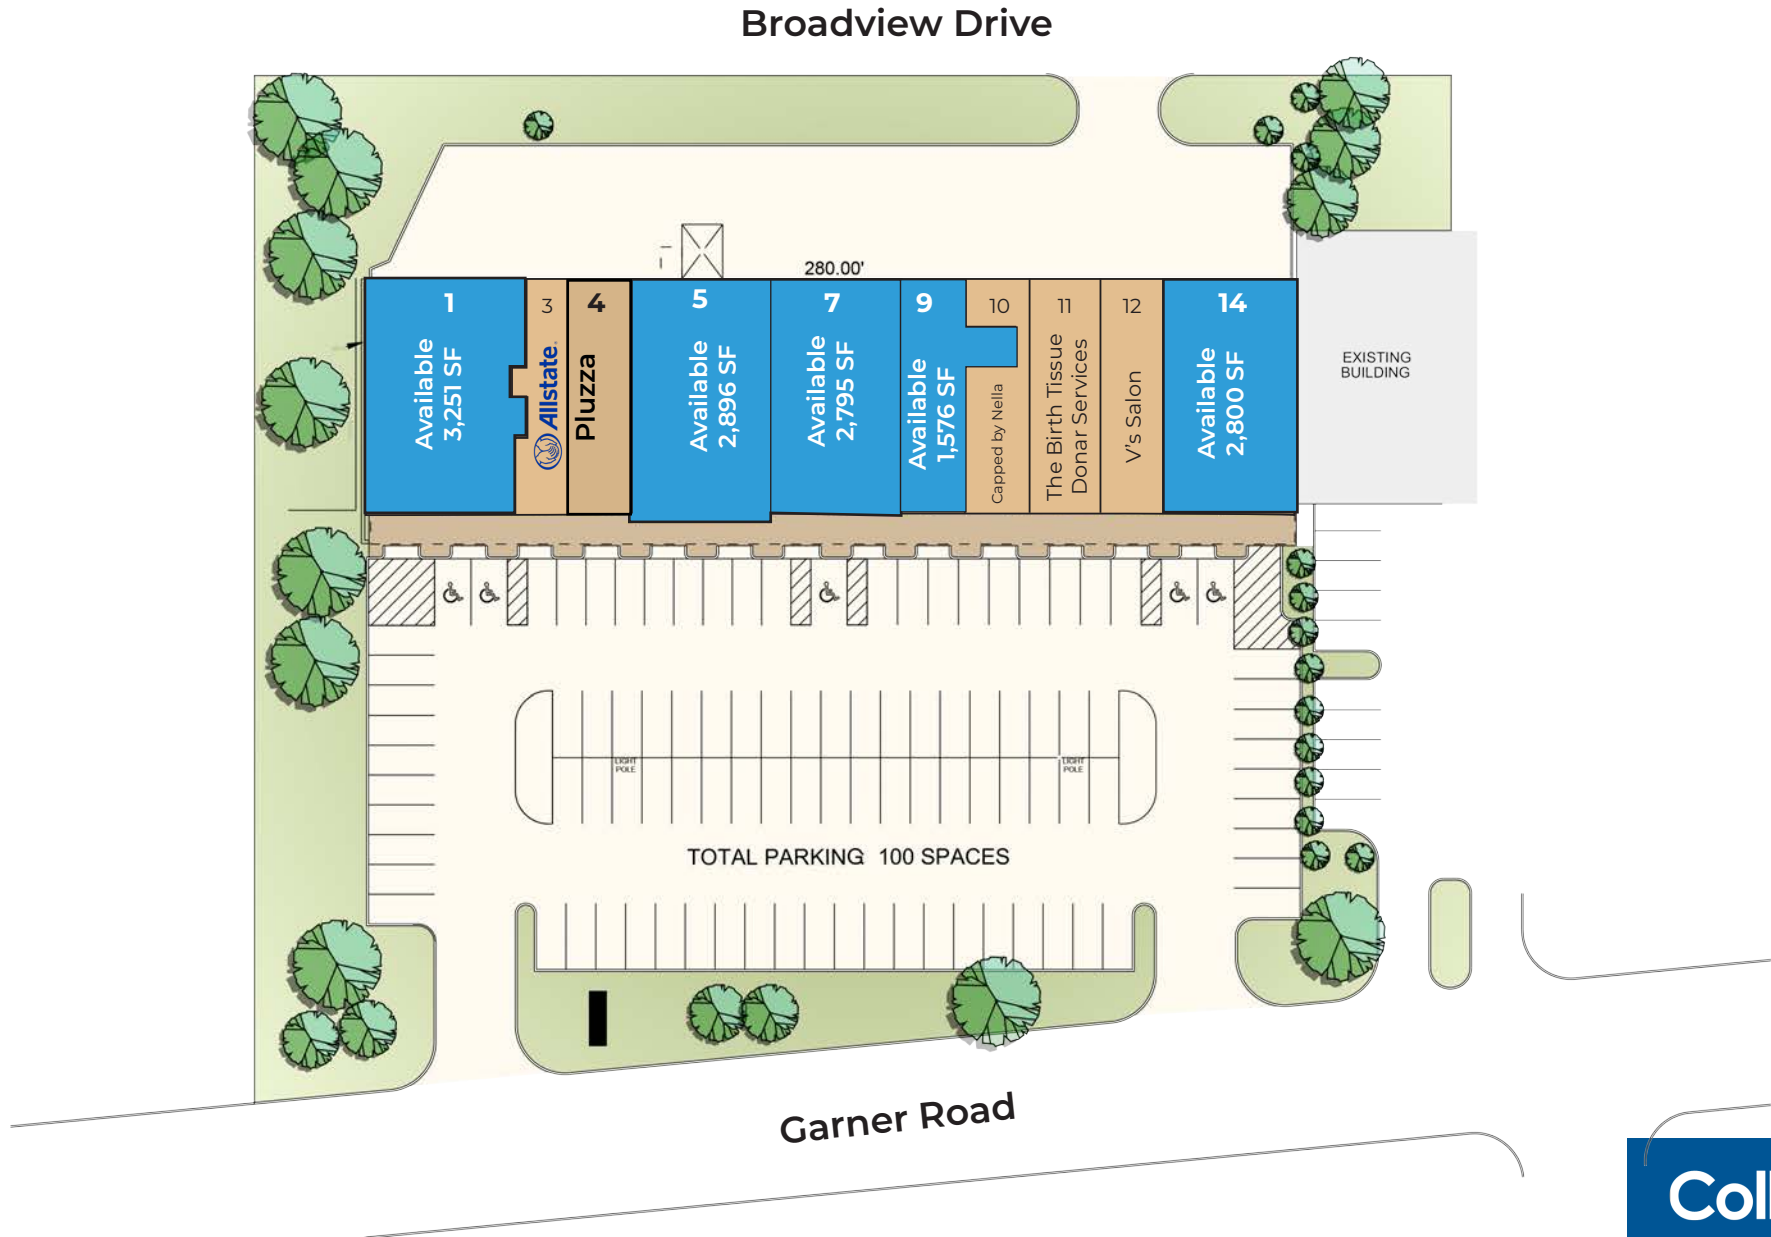 Broadview Drive
280.00'
1
Available
3,251 SF
3
Allstate.
4
Pluzza
5
Available
2,896 SF
7
Available
2,795 SF
9
Available
1,576 SF
10
Capped by Nella
11
The Birth Tissue
Donar Services
12
V's Salon
14
Available
2,800 SF
EXISTING
BUILDING
LIGHT
POLE
LIGHT
POLE
TOTAL PARKING 100 SPACES
Garner Road
Coll